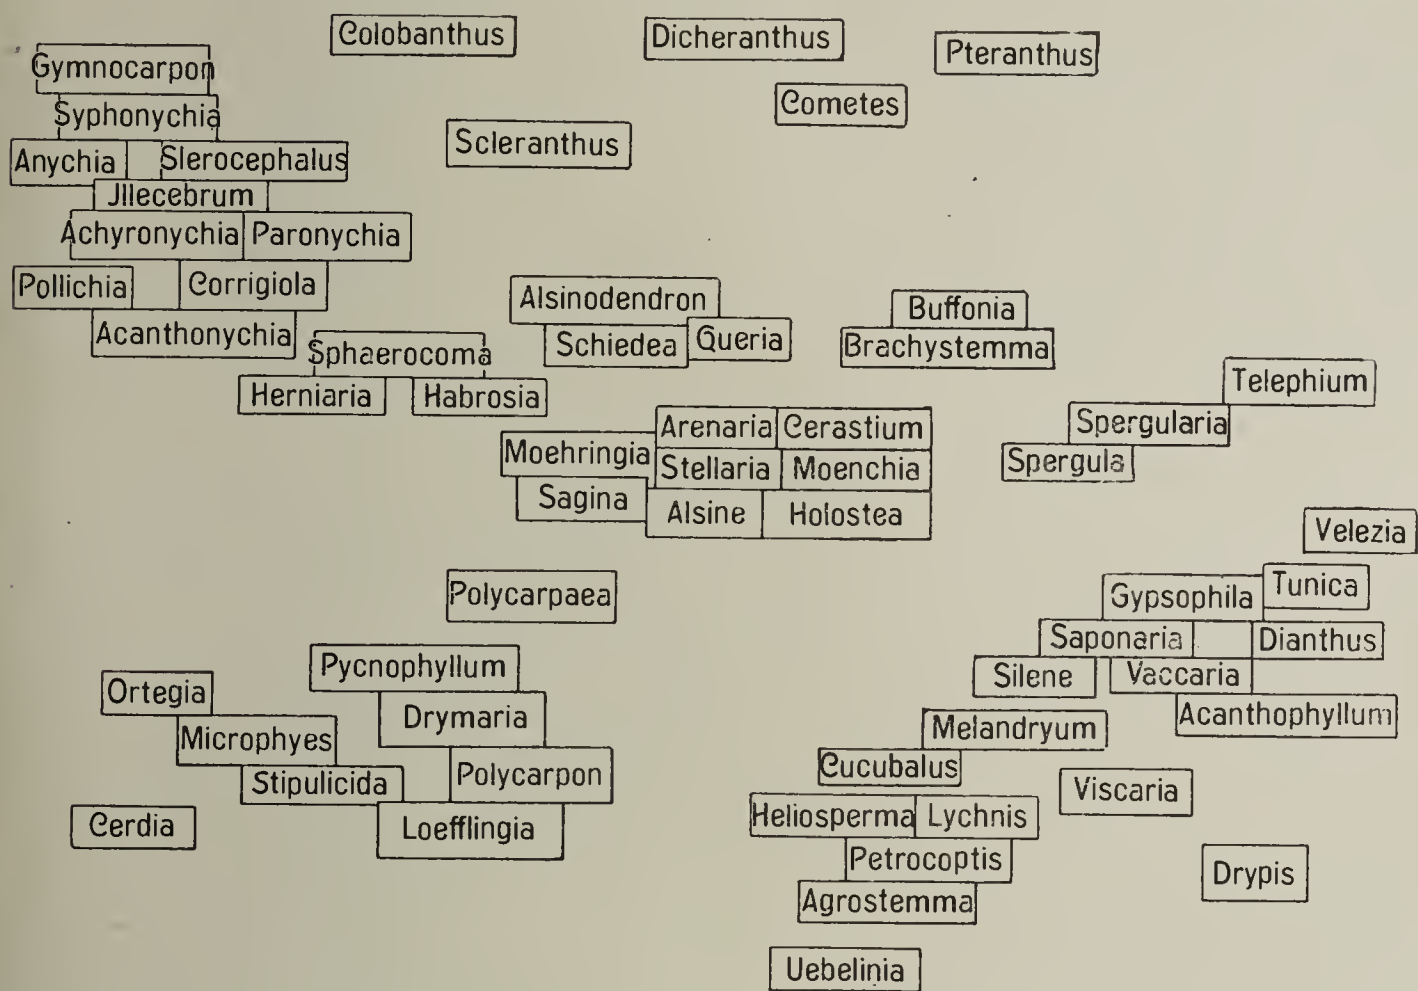 Colobanthus
Dicheranthus
Pteranthus
Gymnocarpon
Cometes
Syphonychia
Scleranthus
Anychia
Slerocephalus
Jllecebrum
Achyronychia
Paronychia
Pollichia
Corrigiola
Acanthonychia
Alsinodendron
Buffonia
Sphaerocoma
Schiedea
Queria
Brachystemma
Herniaria
Habrosia
Telephium
Arenaria
Cerastium
Spergularia
Moehringia
Stellaria
Moenchia
Spergula
Sagina
Alsine
Holostea
Velezia
Polycarpaea
Gypsophila
Tunica
Saponaria
Dianthus
Pycnophyllum
Silene
Vaccaria
Ortegia
Drymaria
Acanthophyllum
Microphyes
Melandryum
Stipulicida
Polycarpon
Cucubalus
Viscaria
Cerdia
Loefflingia
Heliosperma
Lychnis
Petrocoptis
Drypis
Agrostemma
Uebelinia